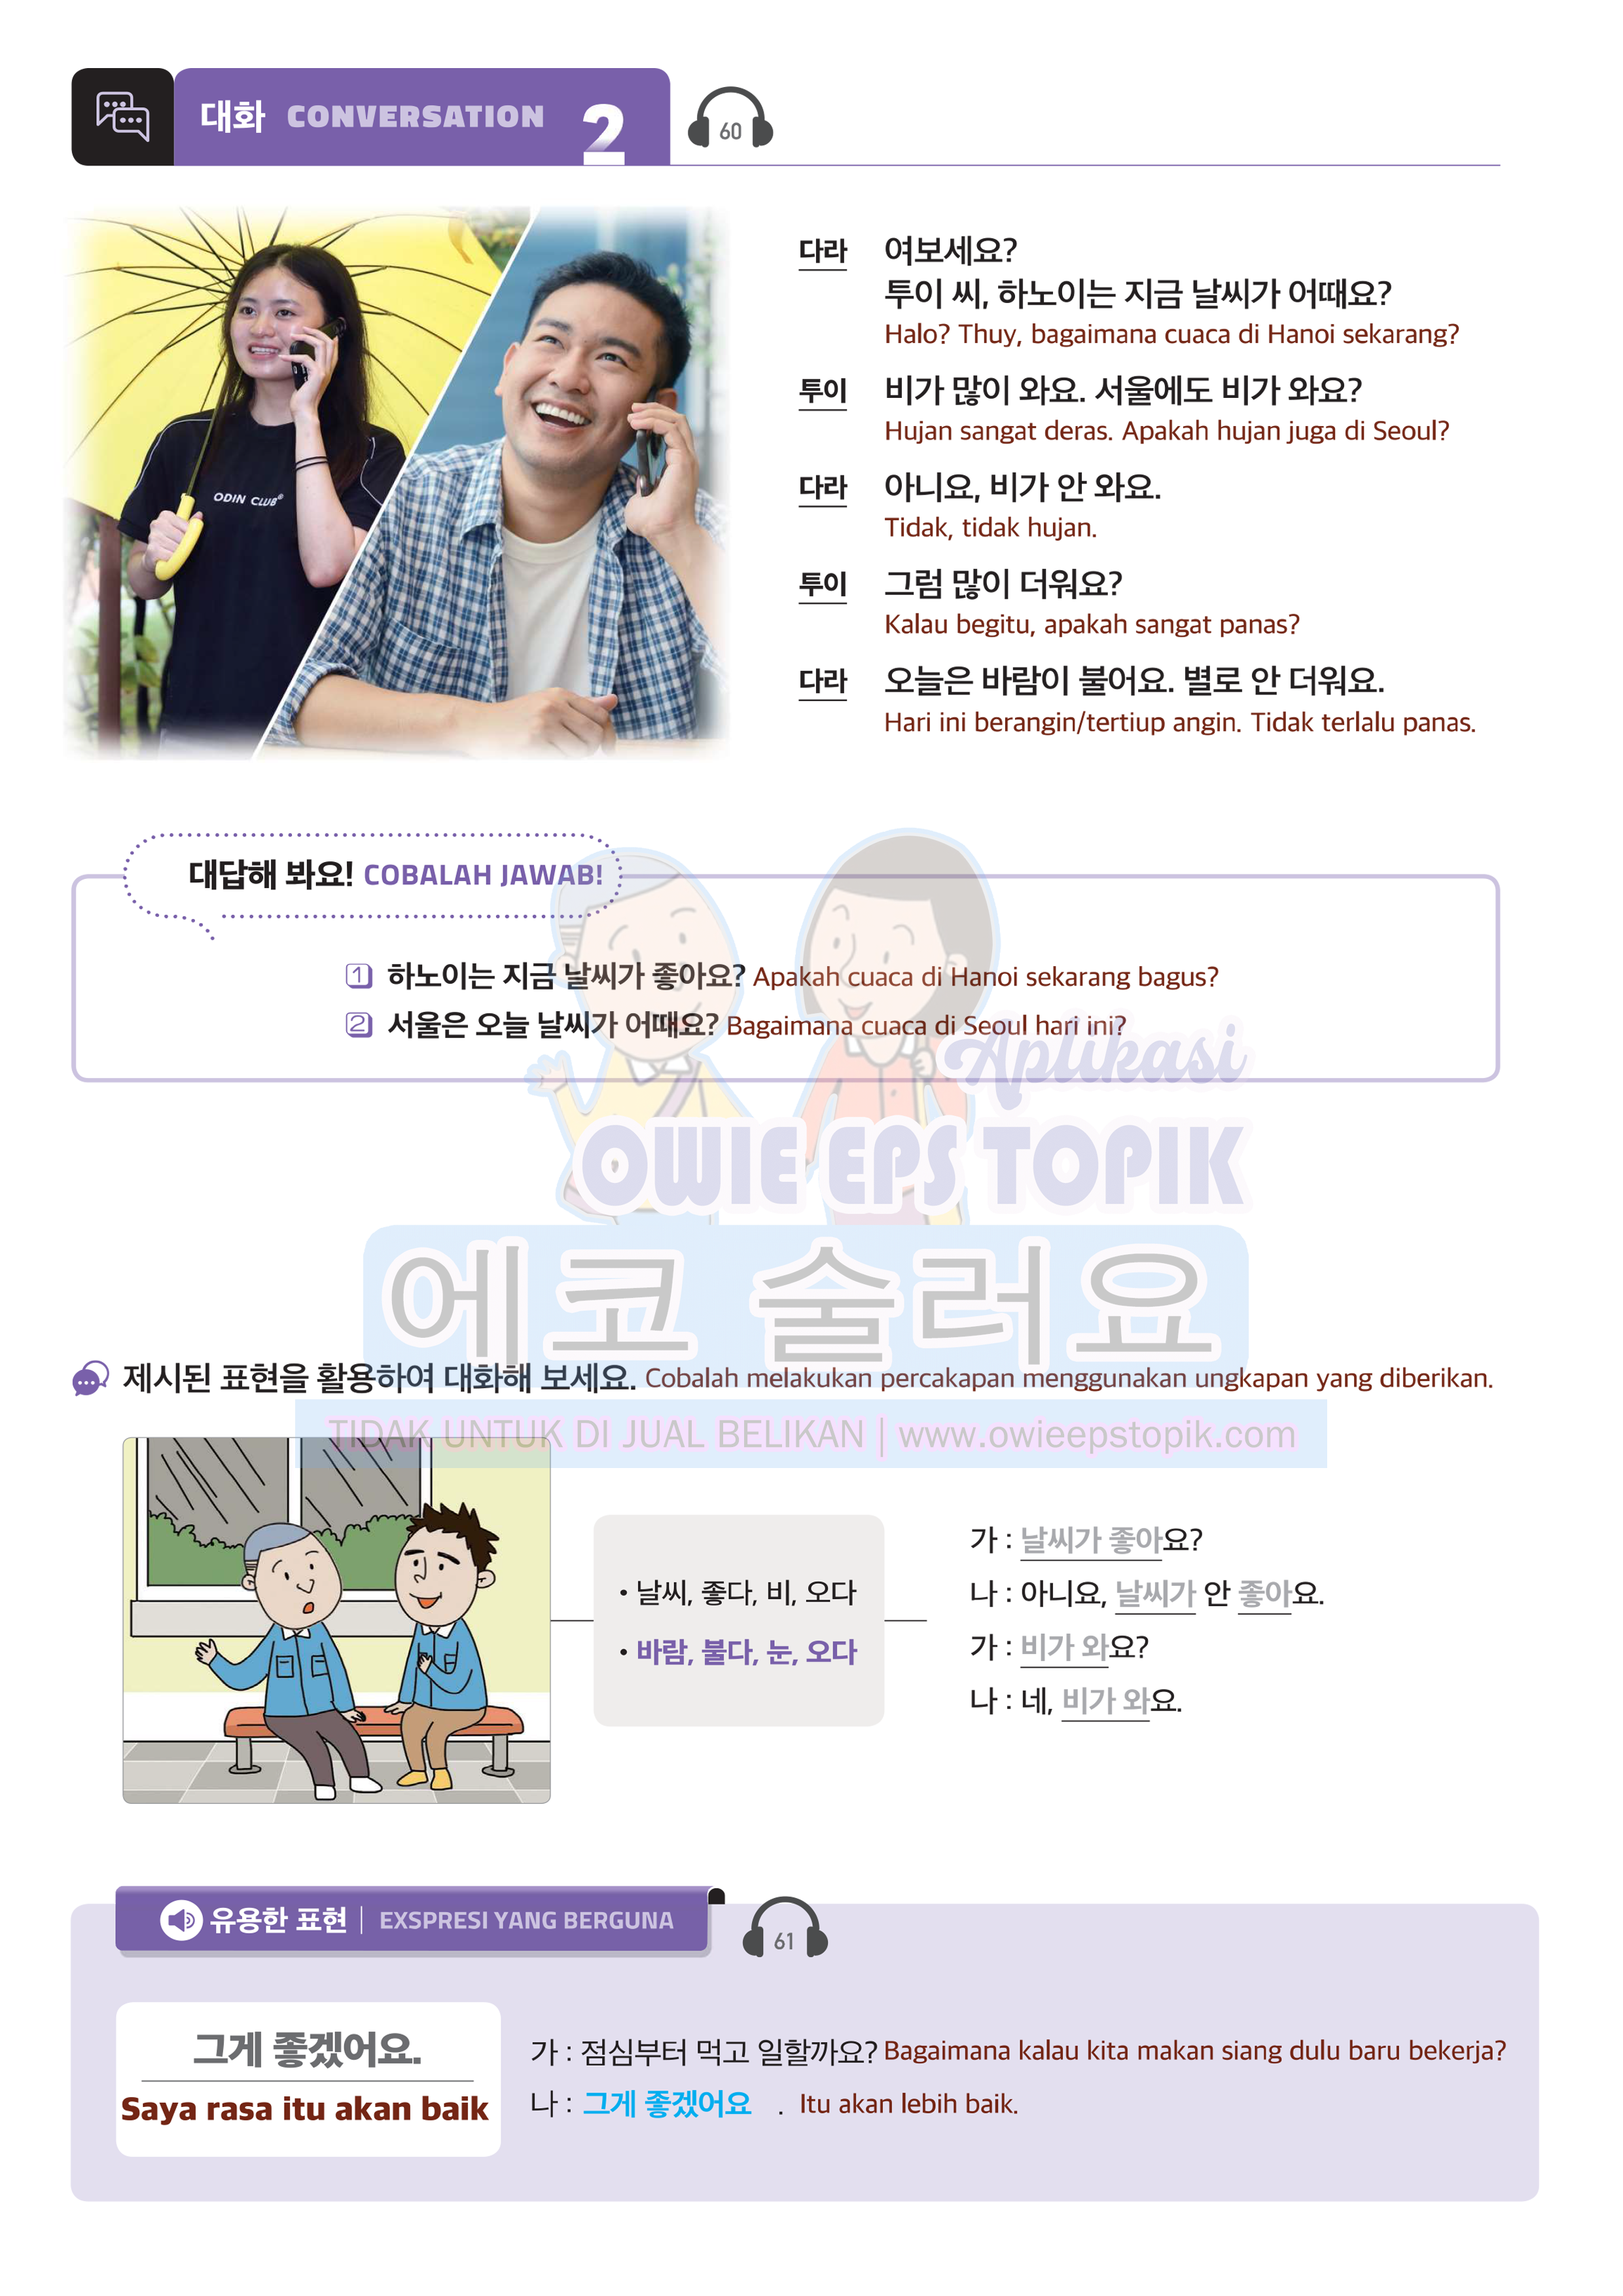 대화 CONVERSATION 2
60
다라 여보세요?
투이 씨, 하노이는 지금 날씨가 어때요?
Halo? Thuy, bagaimana cuaca di Hanoi sekarang?
투이 비가 많이 와요. 서울에도 비가 와요?
Hujan sangat deras. Apakah hujan juga di Seoul?
다라 아니요, 비가 안 와요.
Tidak, tidak hujan.
투이 그럼 많이 더워요?
Kalau begitu, apakah sangat panas?
다라 오늘은 바람이 불어요. 별로 안 더워요.
Hari ini berangin/tertiup angin. Tidak terlalu panas.
ODIN CLUB®
대답해 봐요! COBALAH JAWAB!
1 하노이는 지금 날씨가 좋아요? Apakah cuaca di Hanoi sekarang bagus?
2 서울은 오늘 날씨가 어때요? Bagaimana cuaca di Seoul hari ini?
Aplikasi
OWIE EPS TOPIK
에코 술러요
제시된 표현을 활용하여 대화해 보세요. Cobalah melakukan percakapan menggunakan ungkapan yang diberikan.
TIDAK UNTUK DI JUAL BELIKAN | www.owieepstopik.com
• 날씨, 좋다, 비, 오다
• 바람, 불다, 눈, 오다
가 : 날씨가 좋아요?
나 : 아니요, 날씨가 안 좋아요.
가 : 비가 와요?
나 : 네, 비가 와요.
유용한 표현 | EXSPRESI YANG BERGUNA
61
그게 좋겠어요.
Saya rasa itu akan baik
가 : 점심부터 먹고 일할까요? Bagaimana kalau kita makan siang dulu baru bekerja?
나 : 그게 좋겠어요 . Itu akan lebih baik.